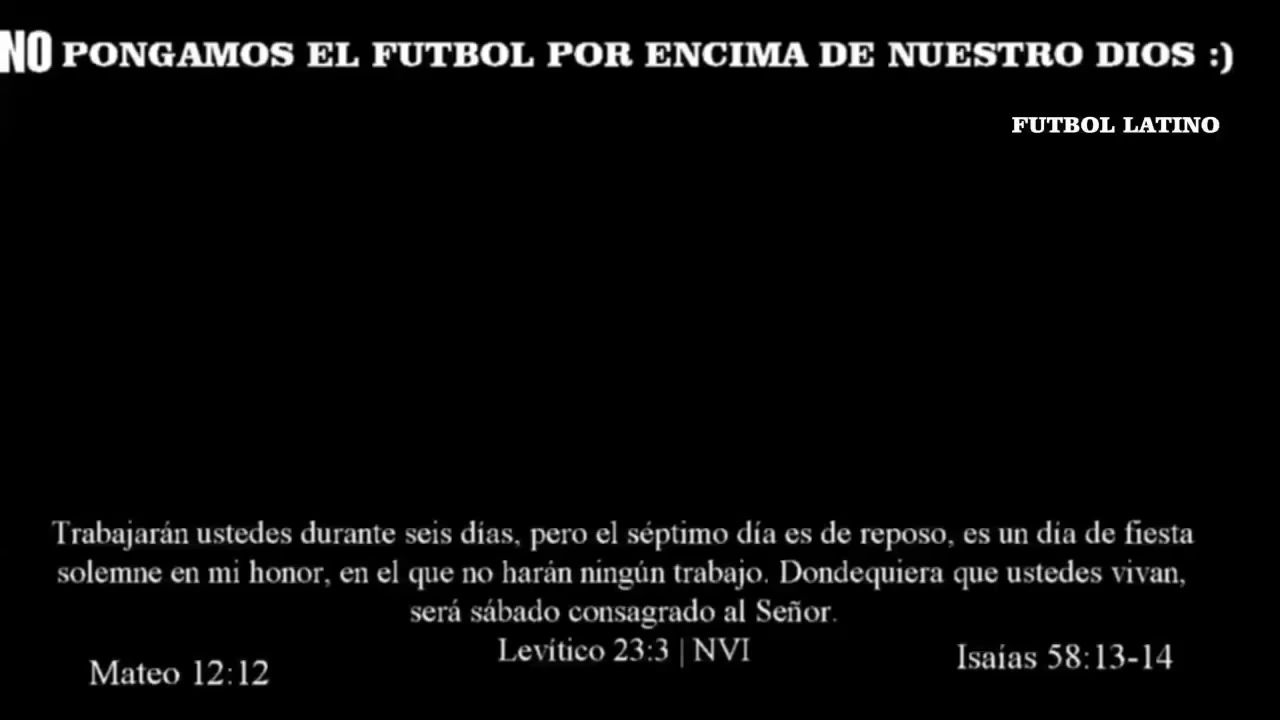 NO PONGAMOS EL FUTBOL POR ENCIMA DE NUESTRO DIOS :)
FUTBOL LATINO
Trabajarán ustedes durante seis días, pero el séptimo día es de reposo, es un día de fiesta
solemne en mi honor, en el que no harán ningún trabajo. Dondequiera que ustedes vivan,
será sábado consagrado al Señor.
Levítico 23:3 | NVI
Mateo 12:12
Isaías 58:13-14